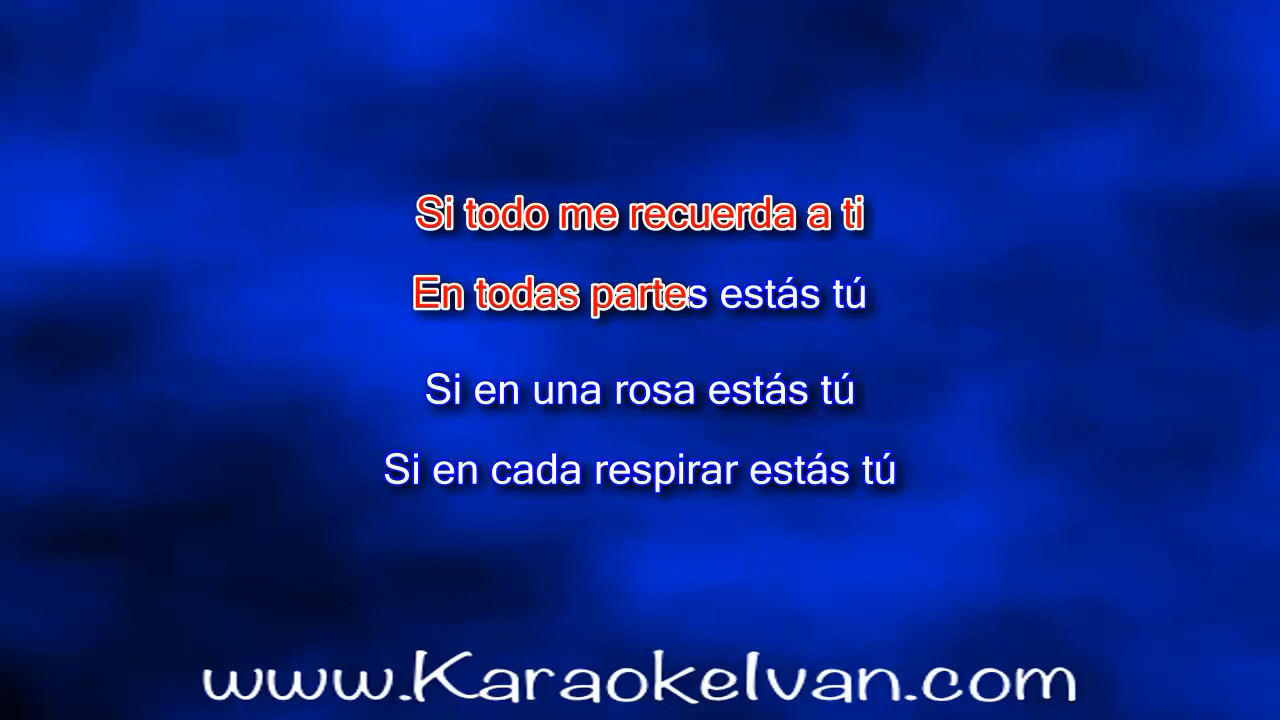 Si todo me recuerda a ti
En todas partes estás tú
Si en una rosa estás tú
Si en cada respirar estás tú
www.KaraokeIvan.com